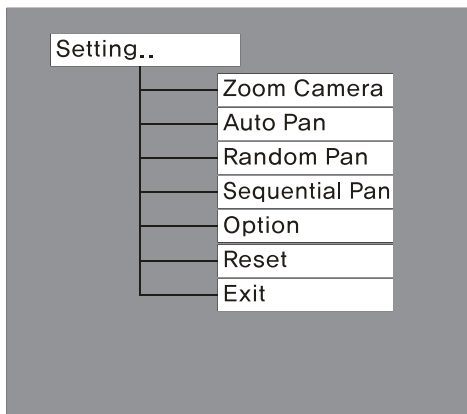 Setting..
Zoom Camera
Auto Pan
Random Pan
Sequential Pan
Option
Reset
Exit